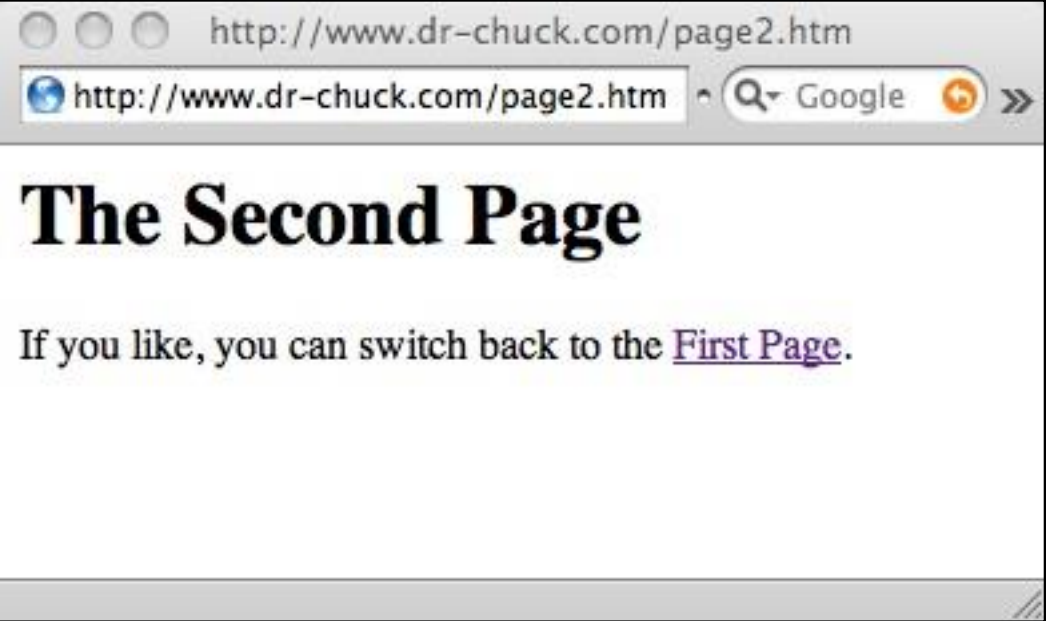 http://www.dr-chuck.com/page2.htm
http://www.dr-chuck.com/page2.htm Google
The Second Page
If you like, you can switch back to the First Page.